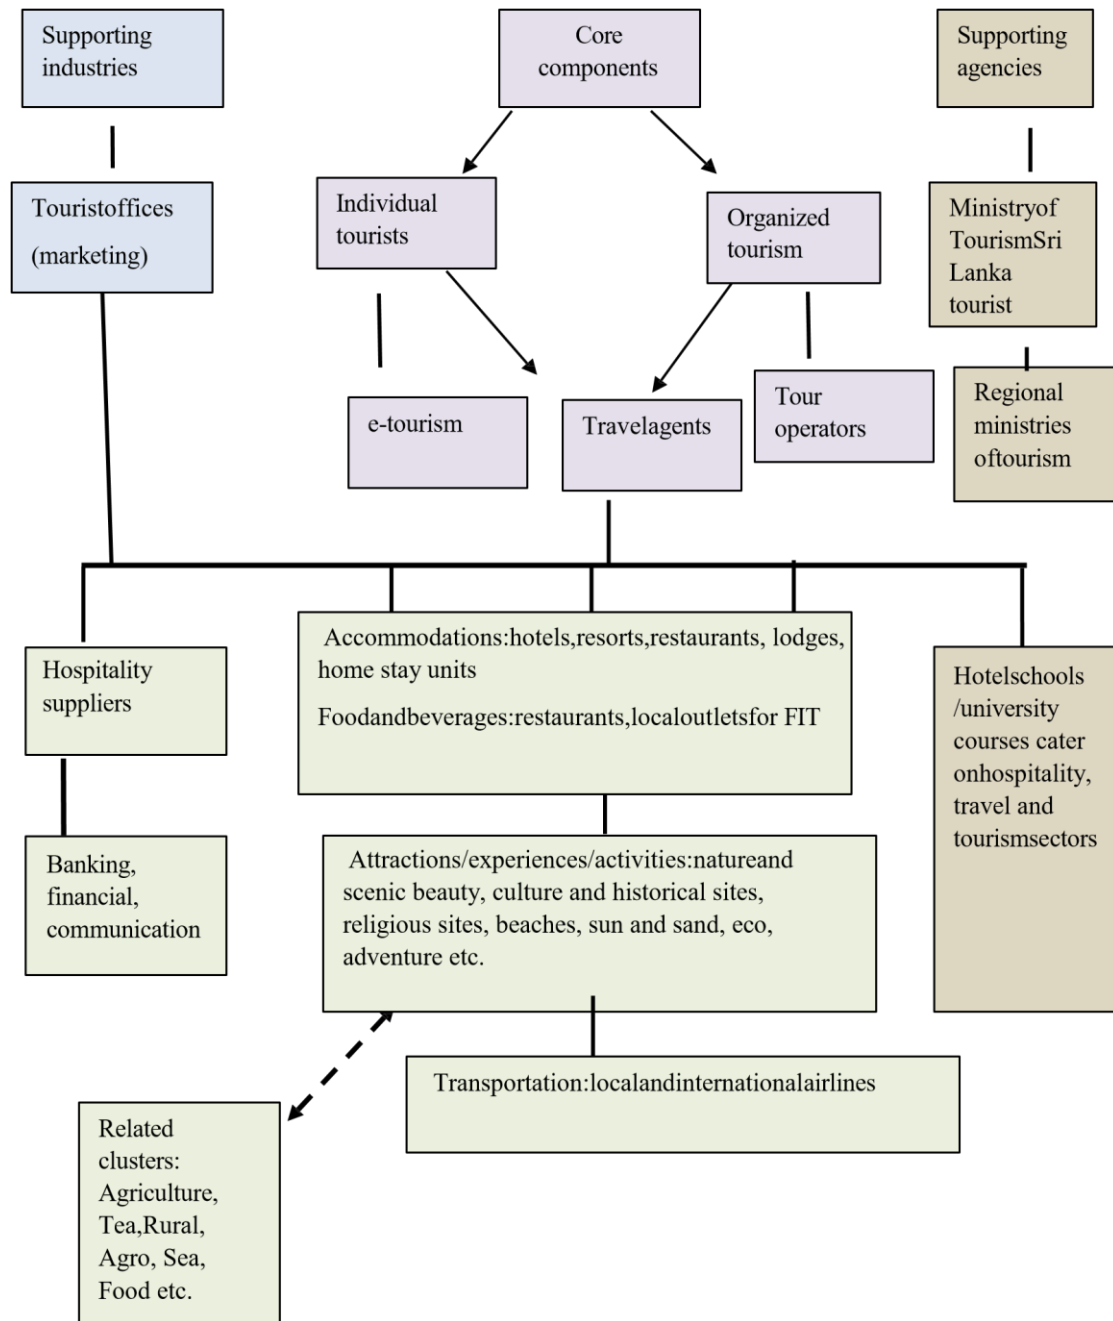 Supporting
industries
Core
components
Supporting
agencies
Touristoffices
(marketing)
Individual
tourists
Organized
tourism
Ministryof
TourismSri
Lanka
tourist
e-tourism
Travelagents
Tour
operators
Regional
ministries
oftourism
Hospitality
suppliers
Accommodations:hotels,resorts,restaurants, lodges,
home stay units
Foodandbeverages:restaurants,localoutletsfor FIT
Hotelschools
/university
courses cater
onhospitality,
travel and
tourismsectors
Banking,
financial,
communication
Attractions/experiences/activities:natureand
scenic beauty, culture and historical sites,
religious sites, beaches, sun and sand, eco,
adventure etc.
Transportation:localandinternationalairlines
Related
clusters:
Agriculture,
Tea,Rural,
Agro, Sea,
Food etc.